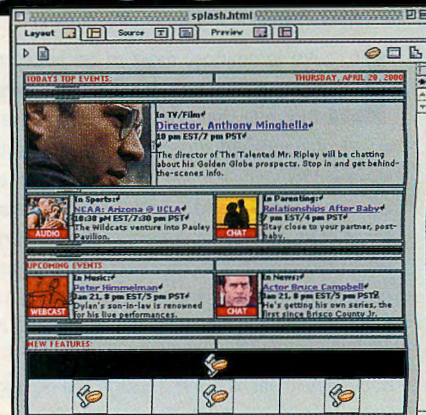 splash.html
Layout Source Preview
TODAYS TOP EVENTS: THURSDAY, APRIL 20, 2000
In TV/Film:
Director, Anthony Minghella
10 pm EST/7 pm PST
The director of The Talented Mr. Ripley will be chatting
about his Golden Globe prospects. Stop in and get behind-
the-scenes info.
In Sports:
NCAA: Arizona @ UCLA
10:30 pM EST/7:30 pm PST
The Wildcats venture into Pauley
Pavilion.
AUDIO
In Parenting:
Relationships After Baby
7 pm EST/4 pm PST
Stay close to your partner, post-
baby.
CHAT
UPCOMING EVENTS
In Music:
Peter Himmelman
Jan 21, 8 pm EST/5 pm PST
Dylan's son-in-law is renowned
for his live performances.
WEBCAST
In News:
Actor Bruce Campbell
Jan 21, 8 pm EST/5 pm PST
He's getting his own series, the
first since Brisco County Jr.
CHAT
NEW FEATURES: